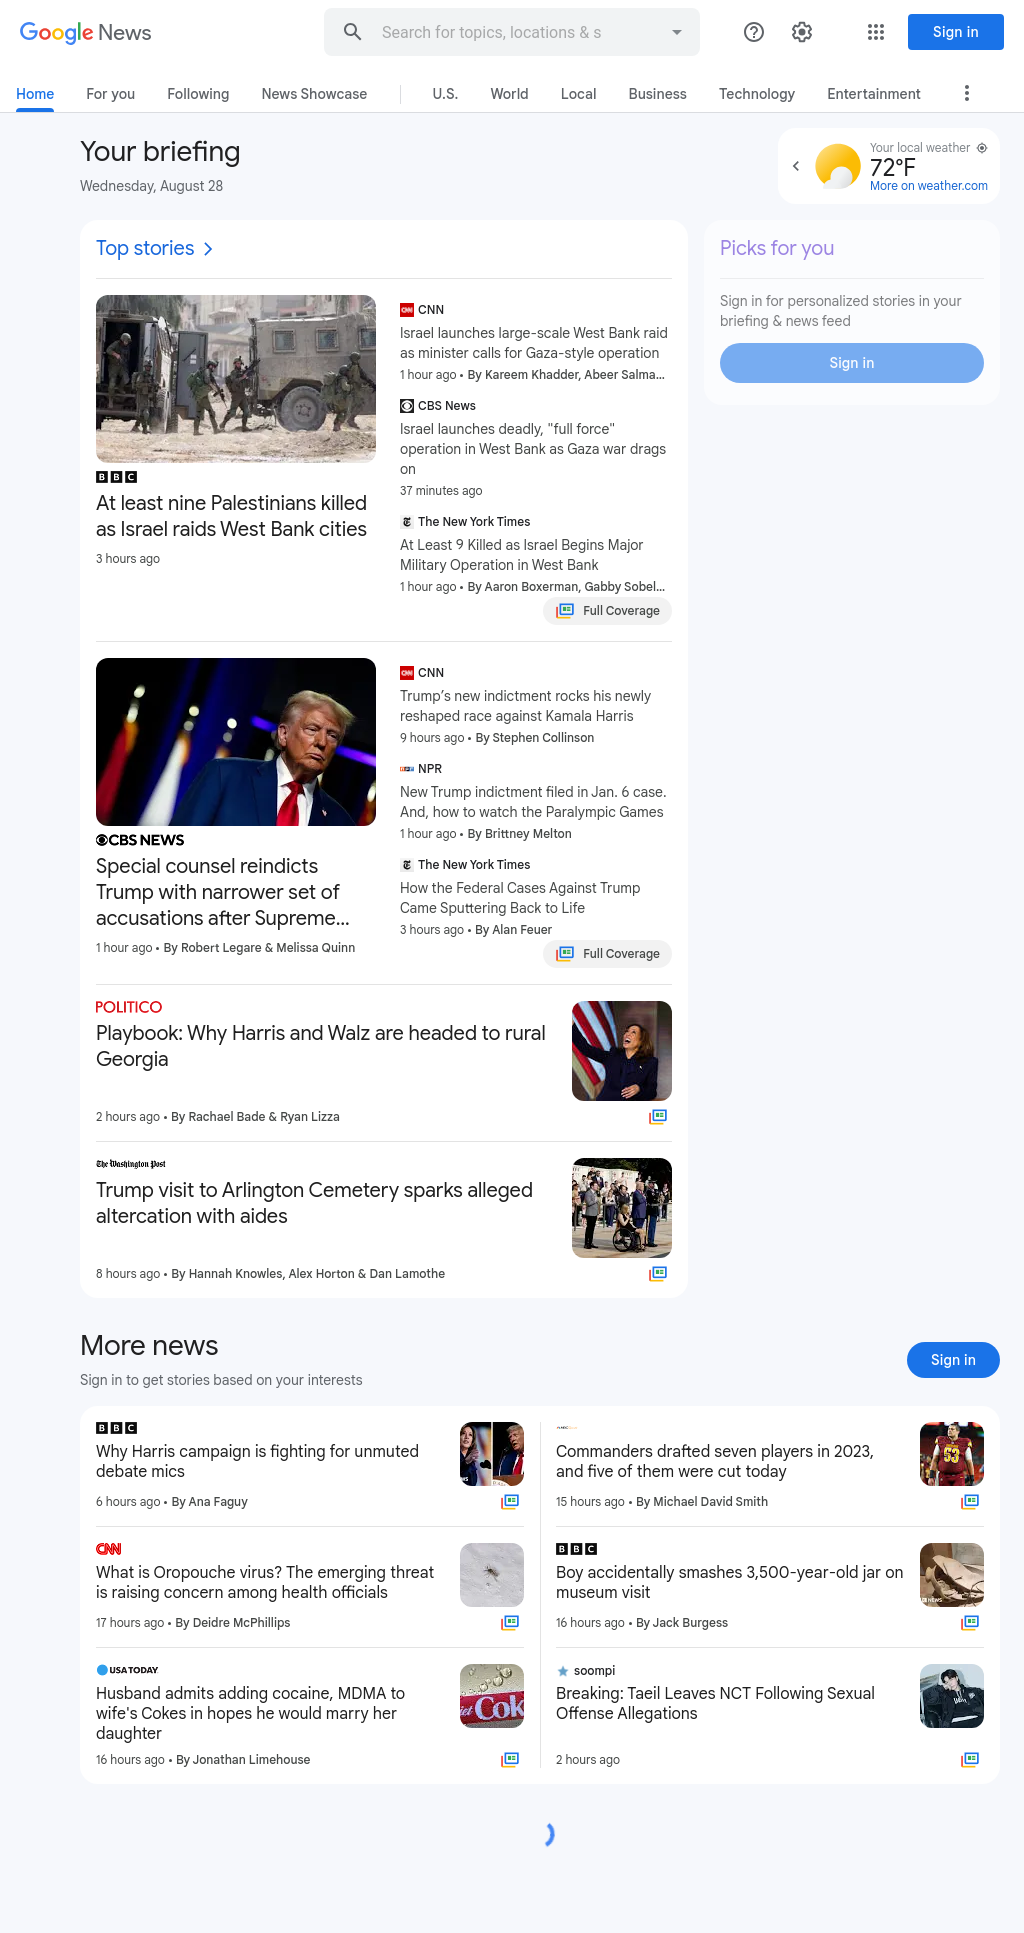 Google News
Search for topics, locations & s
Sign in
Home
For you
Following
News Showcase
U.S.
World
Local
Business
Technology
Entertainment
Your briefing
Wednesday, August 28
Your local weather
72°F
More on weather.com
Top stories
BBC
At least nine Palestinians killed
as Israel raids West Bank cities
3 hours ago
CNN
Israel launches large-scale West Bank raid
as minister calls for Gaza-style operation
1 hour ago • By Kareem Khadder, Abeer Salma...
CBS News
Israel launches deadly, "full force"
operation in West Bank as Gaza war drags
on
37 minutes ago
The New York Times
At Least 9 Killed as Israel Begins Major
Military Operation in West Bank
1 hour ago • By Aaron Boxerman, Gabby Sobel...
Full Coverage
Picks for you
Sign in for personalized stories in your
briefing & news feed
Sign in
CBS NEWS
Special counsel reindicts
Trump with narrower set of
accusations after Supreme...
1 hour ago • By Robert Legare & Melissa Quinn
CNN
Trump's new indictment rocks his newly
reshaped race against Kamala Harris
9 hours ago • By Stephen Collinson
NPR
New Trump indictment filed in Jan. 6 case.
And, how to watch the Paralympic Games
1 hour ago • By Brittney Melton
The New York Times
How the Federal Cases Against Trump
Came Sputtering Back to Life
3 hours ago • By Alan Feuer
Full Coverage
POLITICO
Playbook: Why Harris and Walz are headed to rural
Georgia
2 hours ago • By Rachael Bade & Ryan Lizza
The Washington Post
Trump visit to Arlington Cemetery sparks alleged
altercation with aides
8 hours ago • By Hannah Knowles, Alex Horton & Dan Lamothe
More news
Sign in to get stories based on your interests
Sign in
BBC
Why Harris campaign is fighting for unmuted
debate mics
6 hours ago • By Ana Faguy
CNN
What is Oropouche virus? The emerging threat
is raising concern among health officials
17 hours ago • By Deidre McPhillips
USA TODAY
Husband admits adding cocaine, MDMA to
wife's Cokes in hopes he would marry her
daughter
16 hours ago • By Jonathan Limehouse
Commanders drafted seven players in 2023,
and five of them were cut today
15 hours ago • By Michael David Smith
53
BBC
Boy accidentally smashes 3,500-year-old jar on
museum visit
16 hours ago • By Jack Burgess
soompi
Breaking: Taeil Leaves NCT Following Sexual
Offense Allegations
2 hours ago